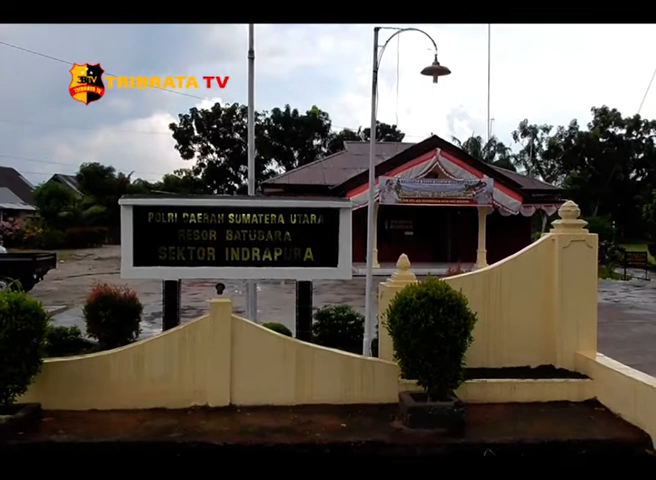 TRIBRATA TV
POLRI DAERAH SUMATERA UTARA
RESOR BATUBARA
SEKTOR INDRAPURA